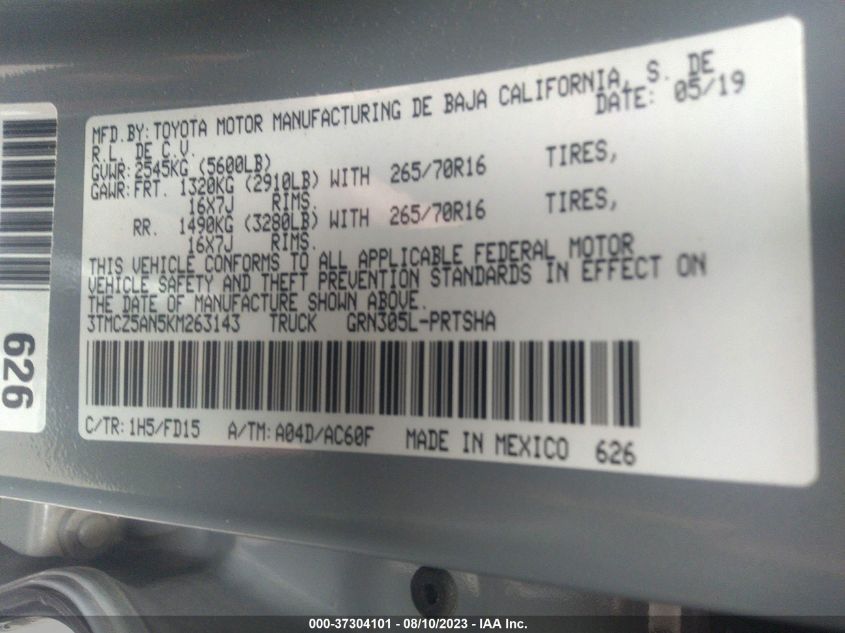 MFD.BY: TOYOTA MOTOR MANUFACTURING DE BAJA CALIFORNIA, S. DE
R.L. DE C.V. DATE: 05/19
GVWR: 2545KG (5600LB)
GAWR: FRT. 1320KG (2910LB) WITH 265/70R16 TIRES,
16X7J RIMS.
RR. 1490KG (3280LB) WITH 265/70R16 TIRES,
16X7J RIMS.
THIS VEHICLE CONFORMS TO ALL APPLICABLE FEDERAL MOTOR
VEHICLE SAFETY AND THEFT PREVENTION STANDARDS IN EFFECT ON
THE DATE OF MANUFACTURE SHOWN ABOVE.
3TMCZ5AN5KM263143 TRUCK GRN305L-PRTSHA
C/TR: 1H5/FD15 A/TM: A04D/AC60F MADE IN MEXICO 626
626
000-37304101 - 08/10/2023 - IAA Inc.